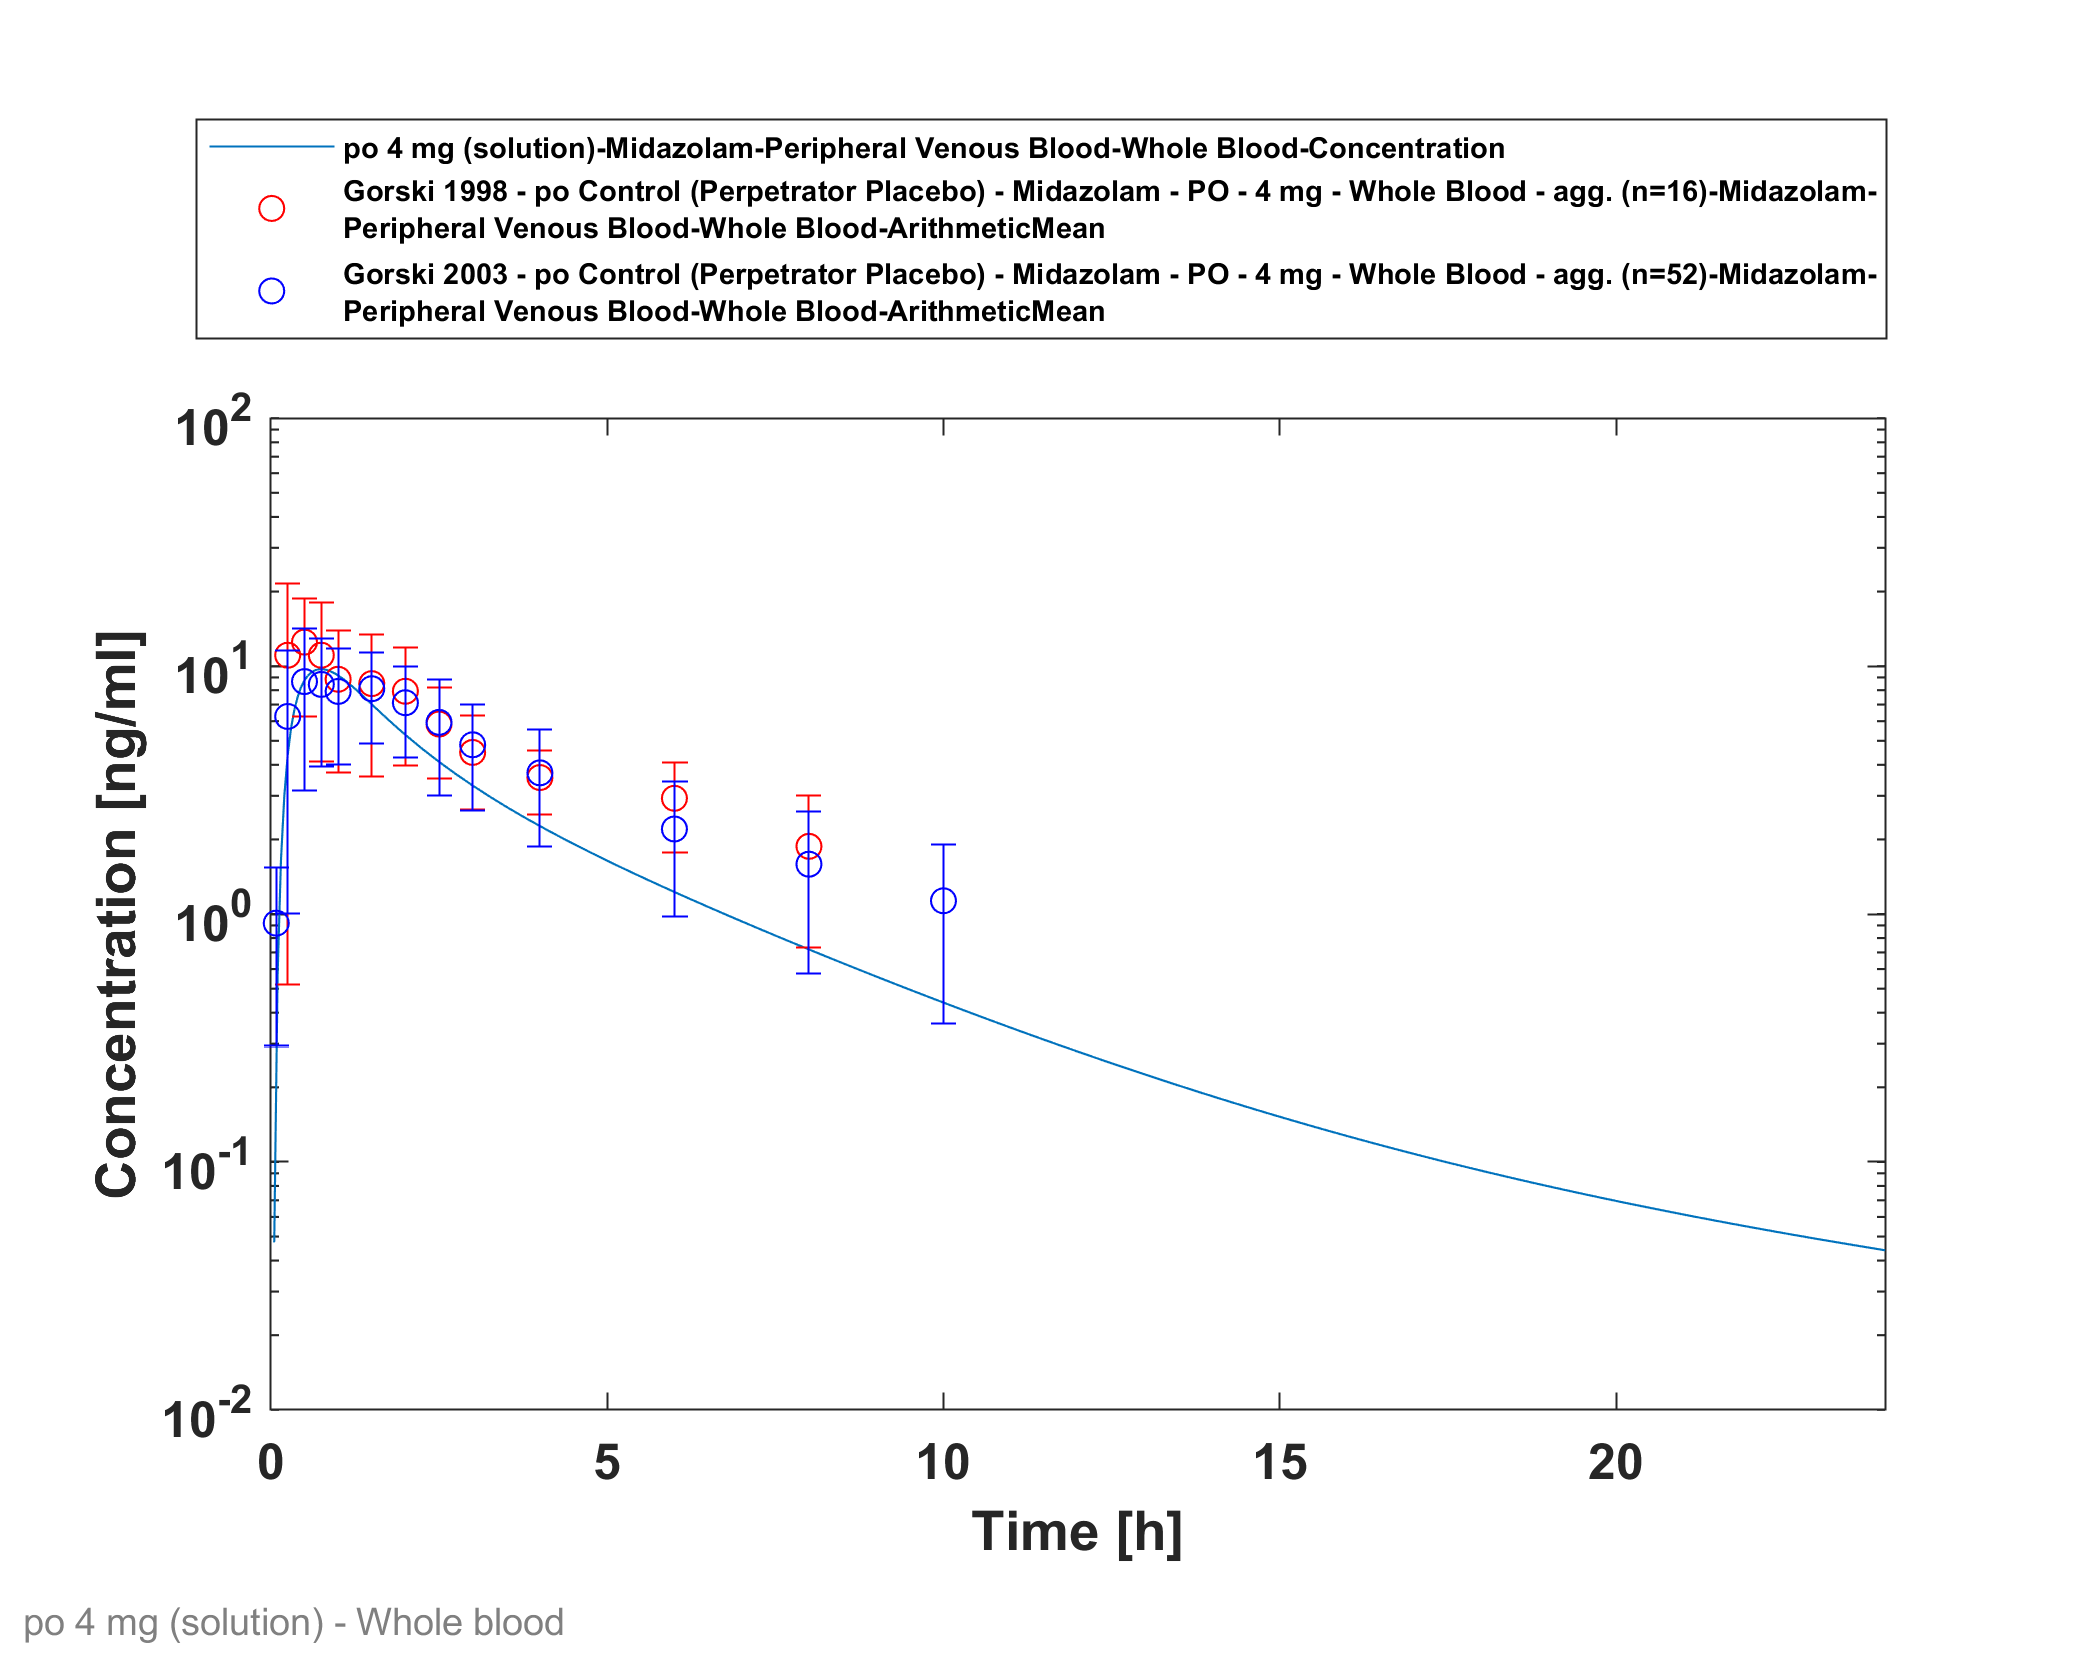 po 4 mg (solution)-Midazolam-Peripheral Venous Blood-Whole Blood-Concentration
Gorski 1998 - po Control (Perpetrator Placebo) - Midazolam - PO - 4 mg - Whole Blood - agg. (n=16)-Midazolam-
Peripheral Venous Blood-Whole Blood-ArithmeticMean
Gorski 2003 - po Control (Perpetrator Placebo) - Midazolam - PO - 4 mg - Whole Blood - agg. (n=52)-Midazolam-
Peripheral Venous Blood-Whole Blood-ArithmeticMean
10^2
10^1
10^0
10^-1
10^-2
Concentration [ng/ml]
0 5 10 15 20
Time [h]
po 4 mg (solution) - Whole blood